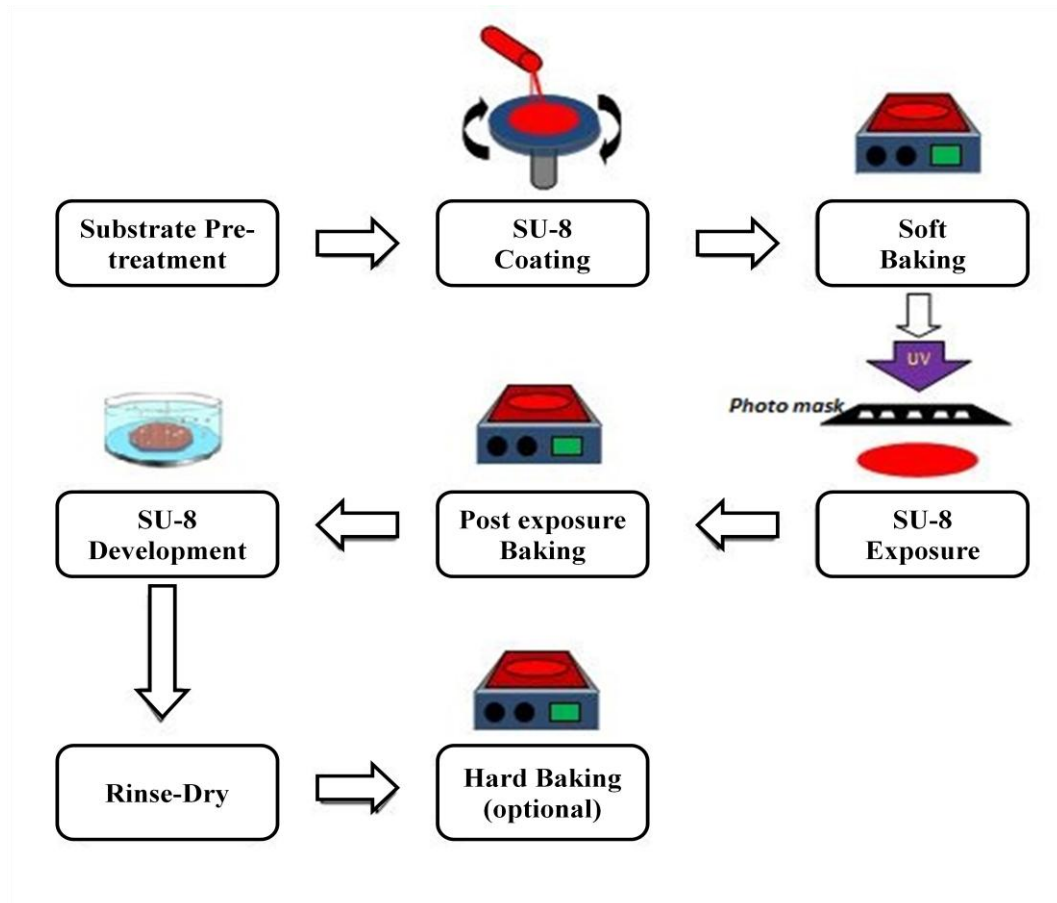 Substrate Pre-
treatment
SU-8
Coating
Soft
Baking
UV
Photo mask
SU-8
Exposure
Post exposure
Baking
SU-8
Development
Rinse-Dry
Hard Baking
(optional)